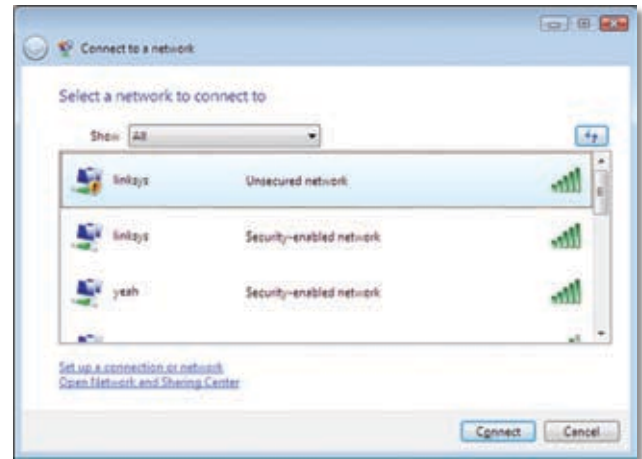 Connect to a network
Select a network to connect to
Show All
linksys Unsecured network
linksys Security-enabled network
yeah Security-enabled network
Set up a connection or network
Open Network and Sharing Center
Connect Cancel